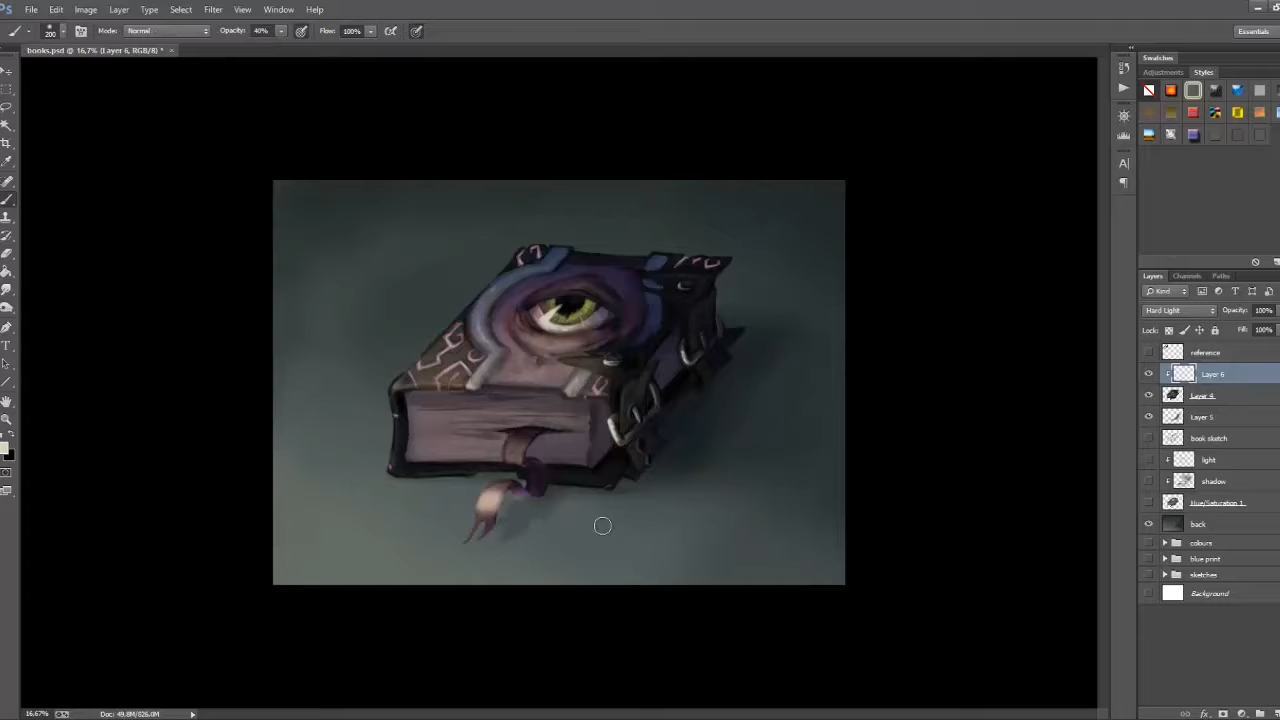 Ps File Edit Image Layer Type Select Filter View Window Help
200 Mode: Normal Opacity: 40% Flow: 100% Essentials
books.psd @ 16,7% (Layer 6, RGB/8) * ×
Swatches
Adjustments Styles
A|
Layers Channels Paths
Kind
Hard Light Opacity: 100%
Lock: Fill: 100%
reference
Layer 6
Layer 4
Layer 5
book sketch
light
shadow
Hue/Saturation 1
back
colours
blue print
sketches
Background
16,67% Doc: 49,8M/826,0M
fx